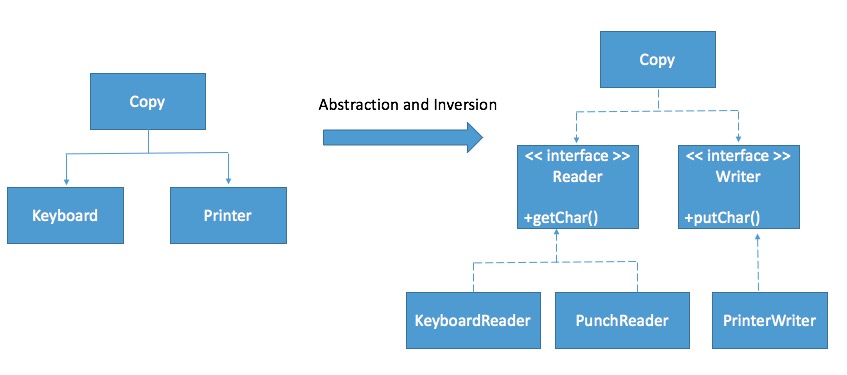 Copy
Keyboard
Printer
Abstraction and Inversion
Copy
<< interface >>
Reader
+getChar()
<< interface >>
Writer
+putChar()
KeyboardReader
PunchReader
PrinterWriter